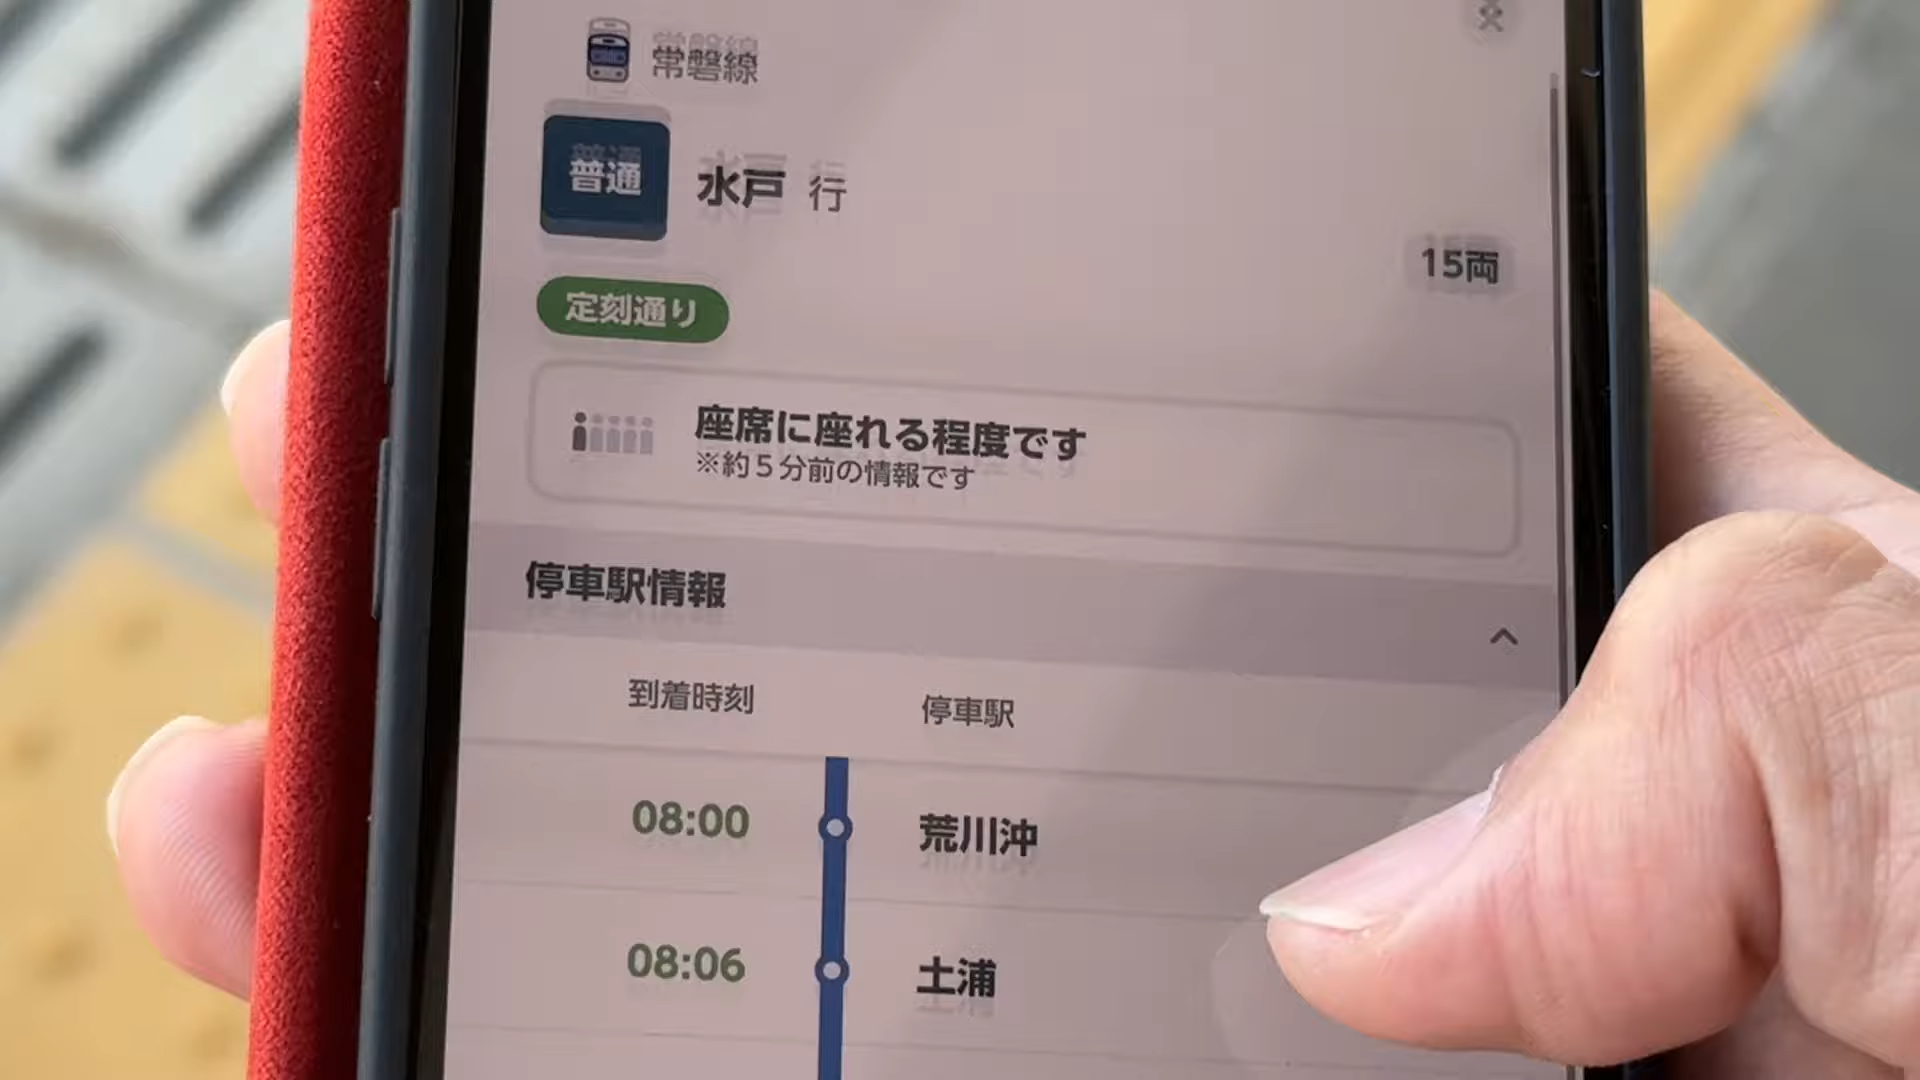 常磐線
普通 水戸 行
15両
定刻通り
座席に座れる程度です
※約5分前の情報です
停車駅情報
到着時刻 停車駅
08:00 荒川沖
08:06 土浦